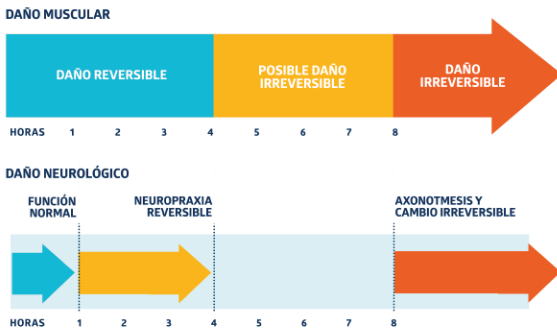 DAÑO MUSCULAR
DAÑO REVERSIBLE
POSIBLE DAÑO
IRREVERSIBLE
DAÑO
IRREVERSIBLE
HORAS 1 2 3 4 5 6 7 8
DAÑO NEUROLÓGICO
FUNCIÓN
NORMAL
NEUROPRAXIA
REVERSIBLE
AXONOTMESIS Y
CAMBIO IRREVERSIBLE
HORAS 1 2 3 4 5 6 7 8